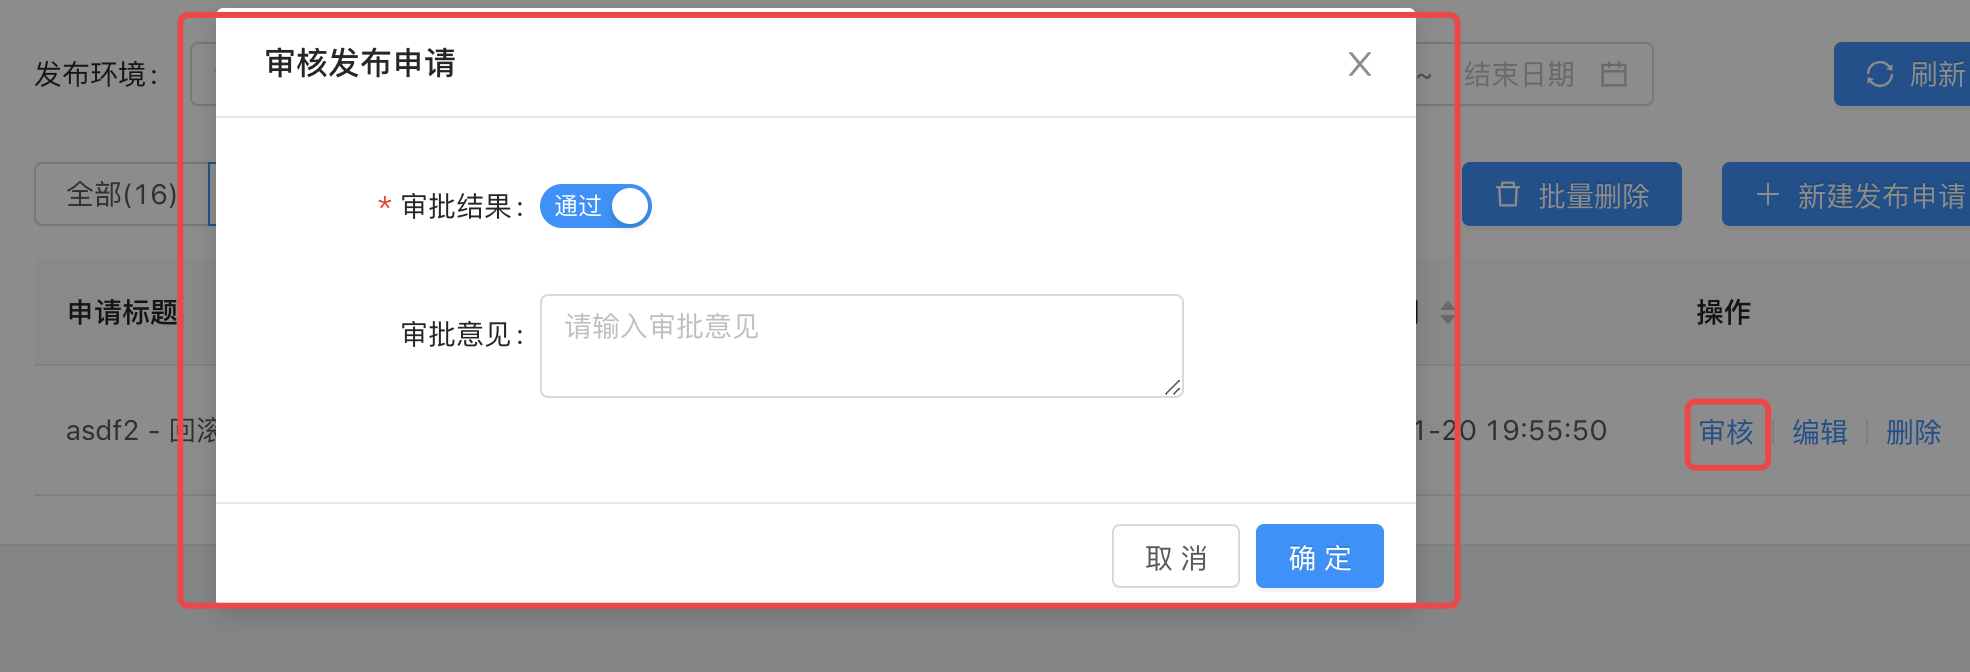 审核发布申请
发布环境:
~ 结束日期
刷新
全部(16)
* 审批结果: 通过
批量删除
新建发布申请
申请标题
操作
审批意见: 请输入审批意见
asdf2 - 回滚
1-20 19:55:50
审核 编辑 删除
取消 确定